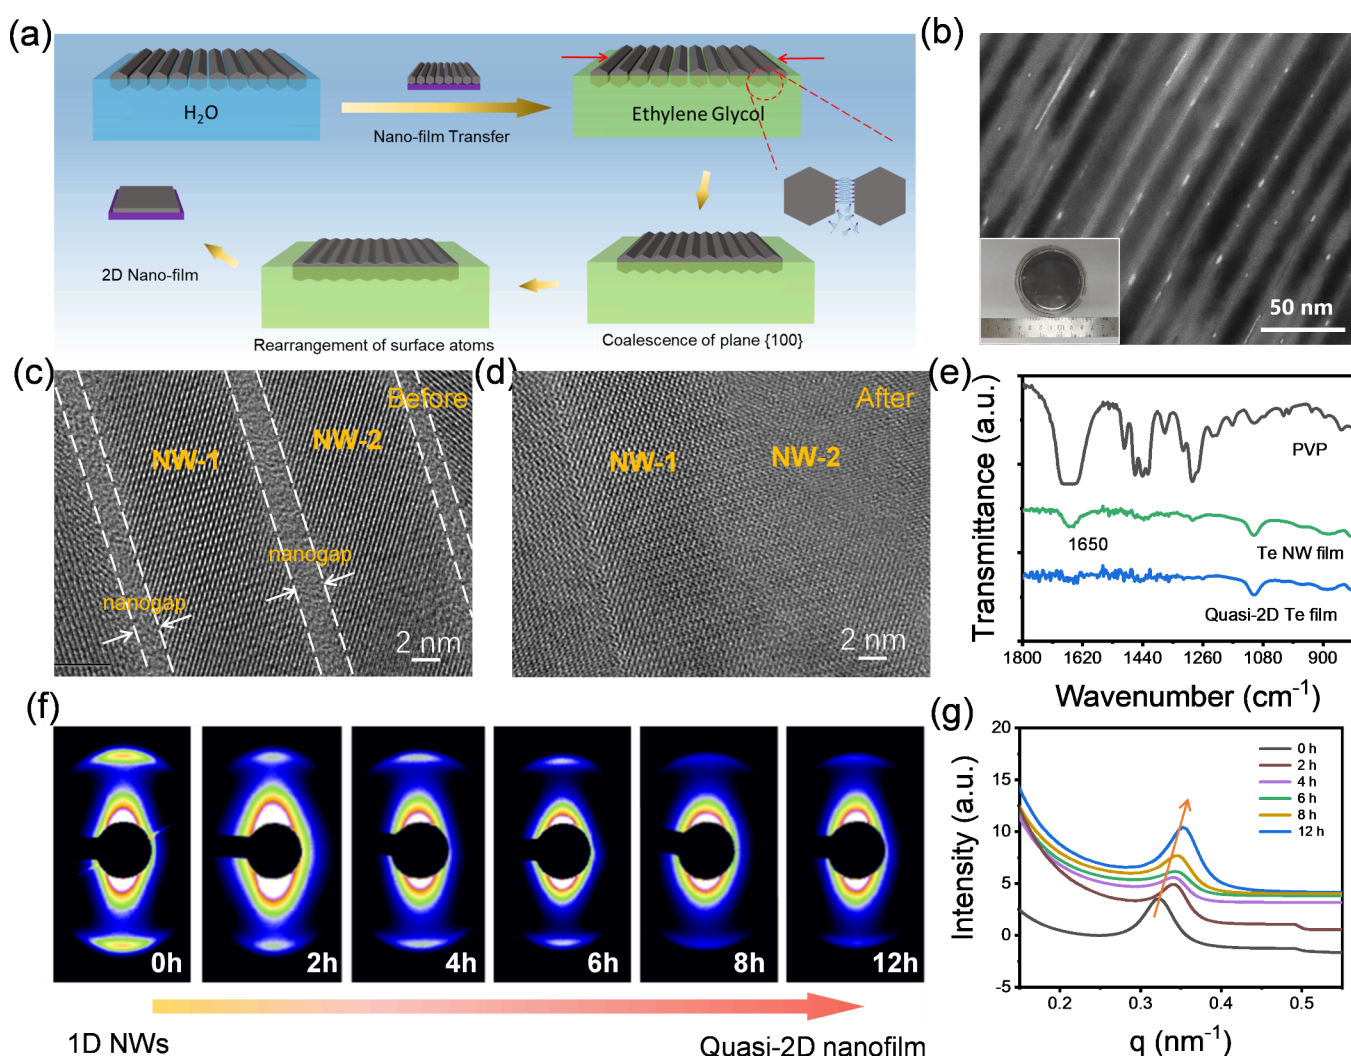 (a)
H2O
Nano-film Transfer
Ethylene Glycol
2D Nano-film
Rearrangement of surface atoms
Coalescence of plane {100}
(b)
50 nm
(c)
Before
NW-1
NW-2
nanogap
nanogap
2 nm
(d)
After
NW-1
NW-2
2 nm
(e)
Transmittance (a.u.)
PVP
1650
Te NW film
Quasi-2D Te film
1800 1620 1440 1260 1080 900
Wavenumber (cm-1)
(f)
0h 2h 4h 6h 8h 12h
1D NWs
Quasi-2D nanofilm
(g)
Intensity (a.u.)
20
15
10
5
0
-5
0 h
2 h
4 h
6 h
8 h
12 h
0.2 0.3 0.4 0.5
q (nm-1)